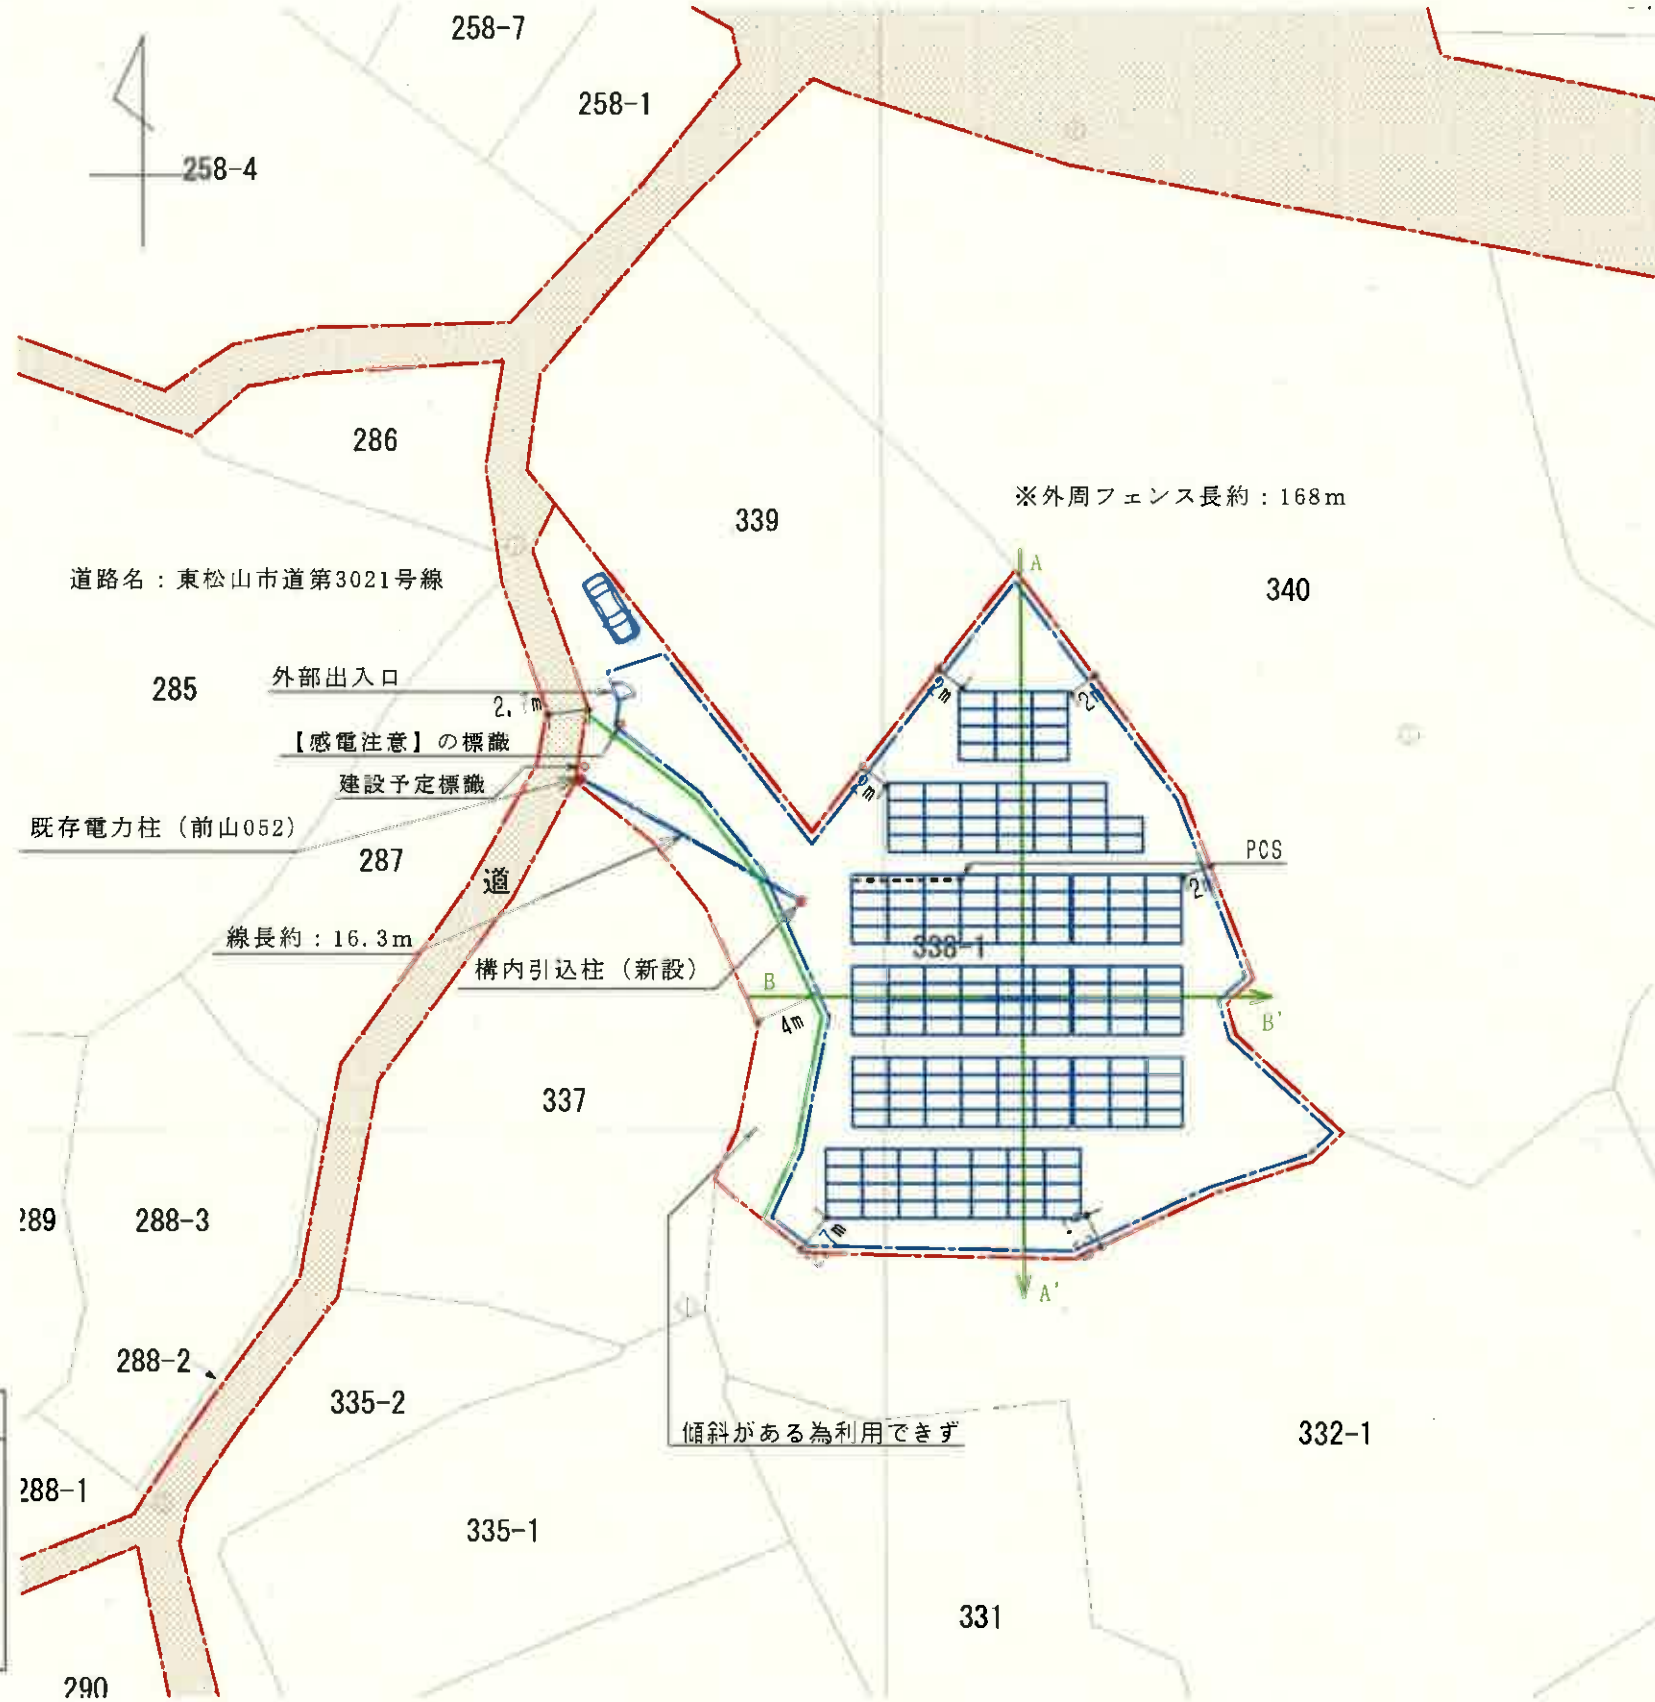 258-7
258-1
258-4
286
339
※外周フェンス長約：168m
道路名：東松山市道第3021号線
A
340
285
外部出入口
2.7m
2m
【感電注意】の標識
建設予定標識
2m
既存電力柱（前山052）
287
PCS
道
線長約：16.3m
338-1
構内引込柱（新設）
B
B'
4m
337
289
288-3
7m
A'
288-2
335-2
傾斜がある為利用できず
332-1
288-1
335-1
331
290